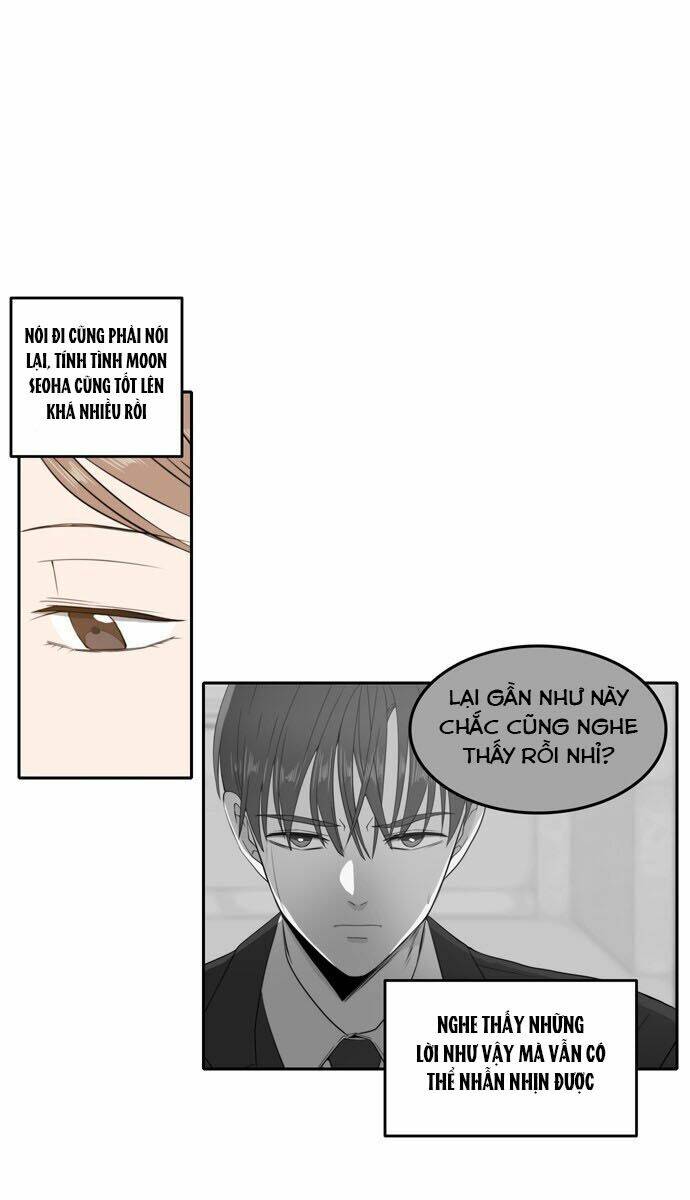 NÓI ĐI CŨNG PHẢI NÓI
LẠI, TÍNH TÌNH MOON
SEOHA CŨNG TỐT LÊN
KHÁ NHIỀU RỒI
LẠI GẦN NHƯ NÀY
CHẮC CŨNG NGHE
THẤY RỒI NHỈ?
NGHE THẤY NHỮNG
LỜI NHƯ VẬY MÀ VẪN CÓ
THỂ NHẪN NHỊN ĐƯỢC